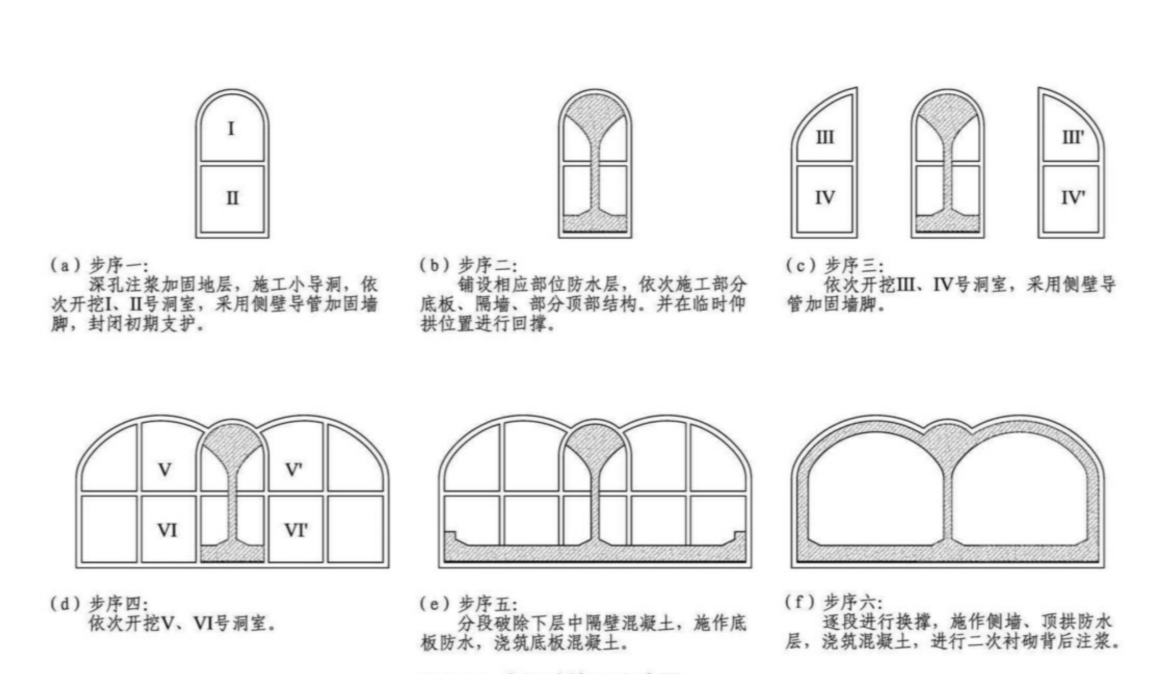 I
II
III
IV
III'
IV'
(a) 步序一:
深孔注浆加固地层，施工小导洞，依
次开挖I、II号洞室，采用侧壁导管加固墙
脚，封闭初期支护。
(b) 步序二:
铺设相应部位防水层，依次施工部分
底板、隔墙、部分顶部结构。并在临时仰
拱位置进行回撑。
(c) 步序三:
依次开挖III、IV号洞室，采用侧壁导
管加固墙脚。
V
VI
V'
VI'
(d) 步序四:
依次开挖V、VI号洞室。
(e) 步序五:
分段破除下层中隔壁混凝土，施作底
板防水，浇筑底板混凝土。
(f) 步序六:
逐段进行换撑，施作侧墙、顶拱防水
层，浇筑混凝土，进行二次衬砌背后注浆。